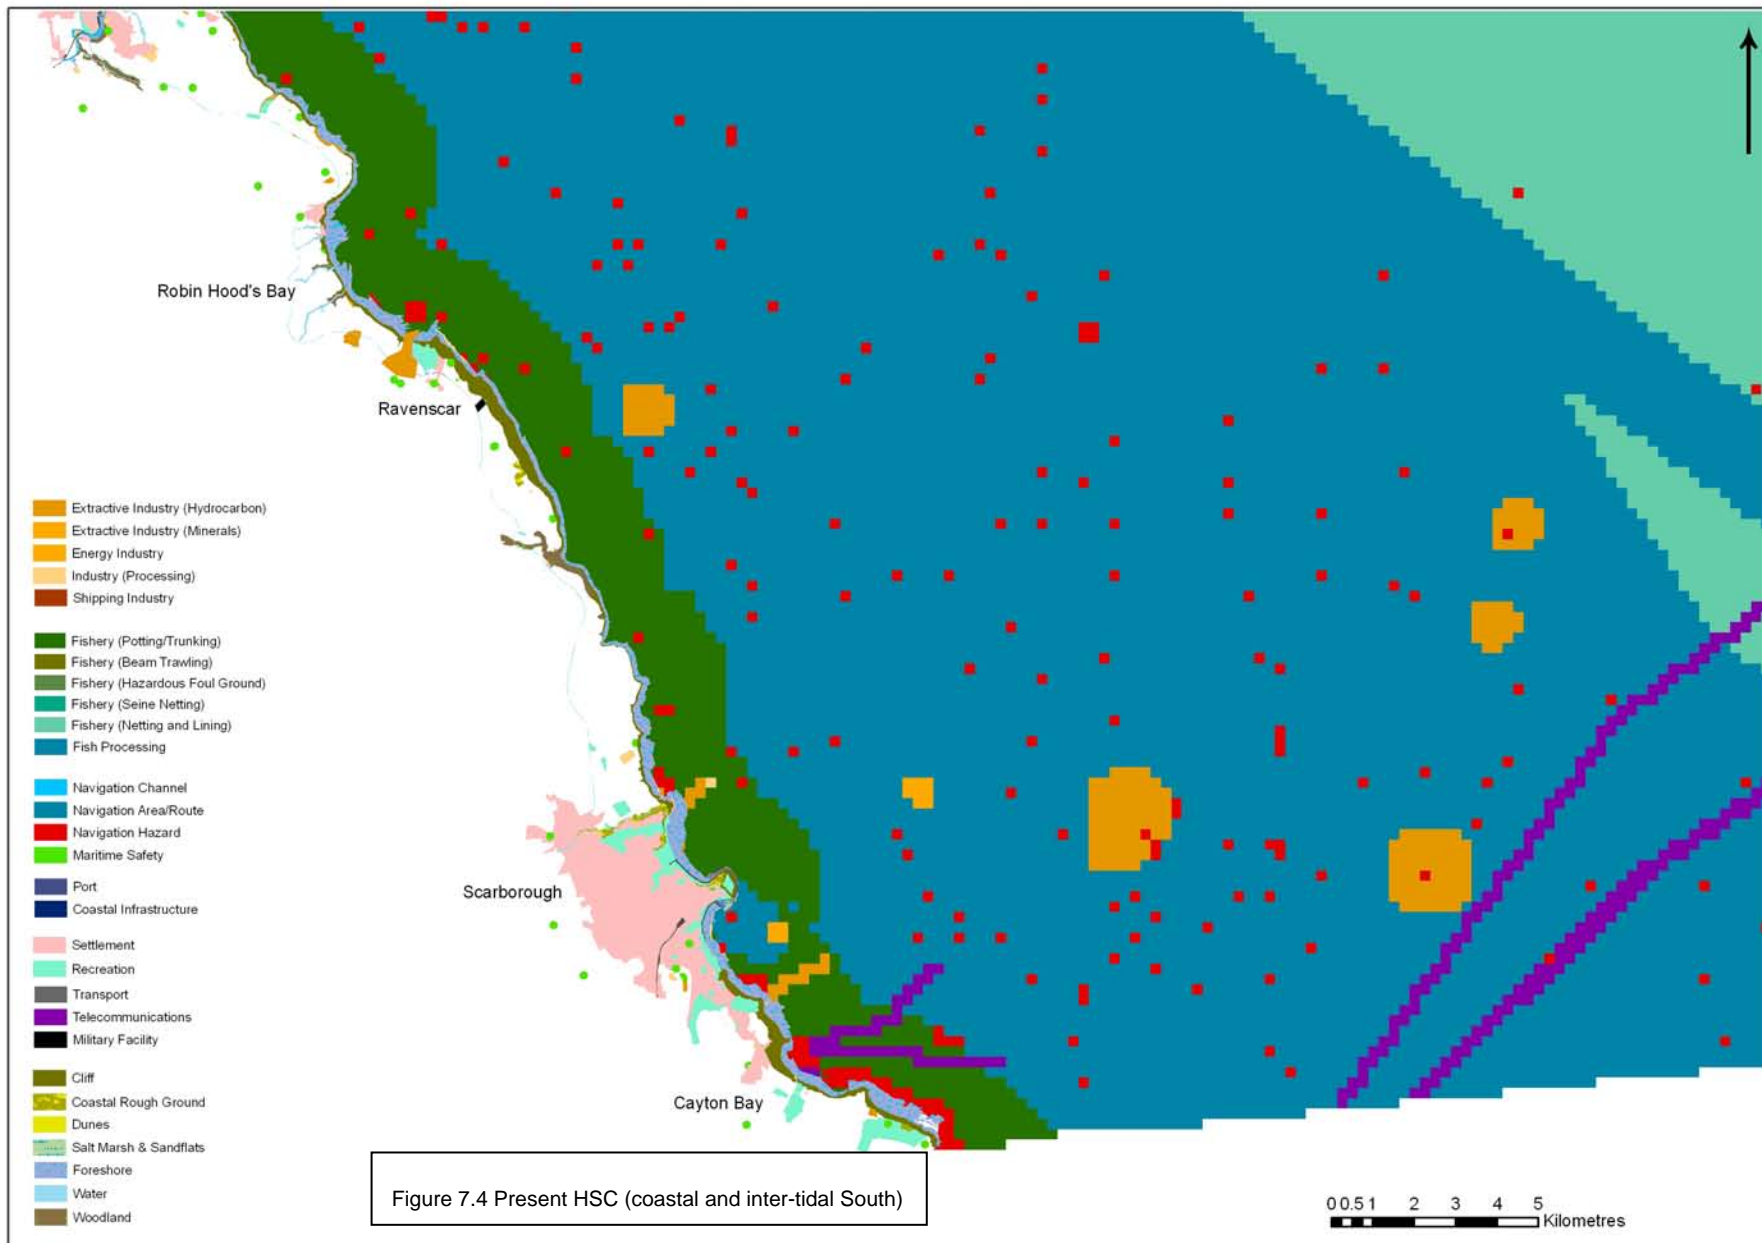 Robin Hood's Bay
Ravenscar
Extractive Industry (Hydrocarbon)
Extractive Industry (Minerals)
Energy Industry
Industry (Processing)
Shipping Industry
Fishery (Potting/Trunking)
Fishery (Beam Trawling)
Fishery (Hazardous Foul Ground)
Fishery (Seine Netting)
Fishery (Netting and Lining)
Fish Processing
Navigation Channel
Navigation Area/Route
Navigation Hazard
Maritime Safety
Port
Coastal Infrastructure
Scarborough
Settlement
Recreation
Transport
Telecommunications
Military Facility
Cliff
Coastal Rough Ground
Dunes
Salt Marsh & Sandflats
Foreshore
Water
Woodland
Cayton Bay
Figure 7.4 Present HSC (coastal and inter-tidal South)
0 0.5 1 2 3 4 5
Kilometres